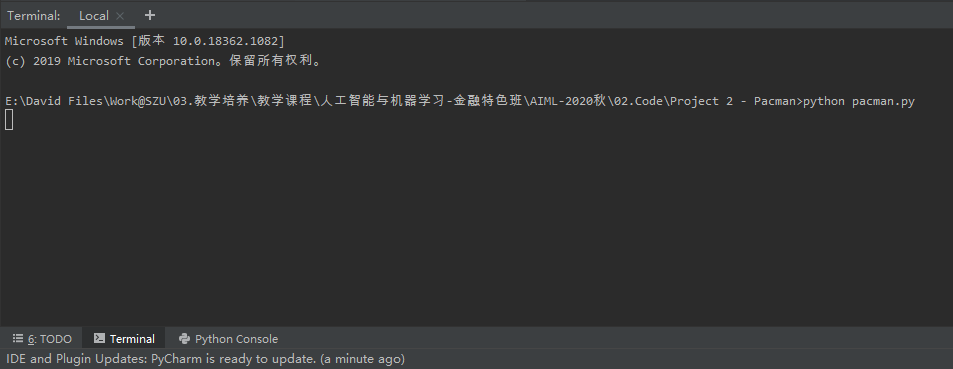 Terminal: Local × +
Microsoft Windows [版本 10.0.18362.1082]
(c) 2019 Microsoft Corporation。保留所有权利。
E:\David Files\Work@SZU\03.教学培养\教学课程\人工智能与机器学习-金融特色班\AIML-2020秋\02.Code\Project 2 - Pacman>python pacman.py
6: TODO Terminal Python Console
IDE and Plugin Updates: PyCharm is ready to update. (a minute ago)